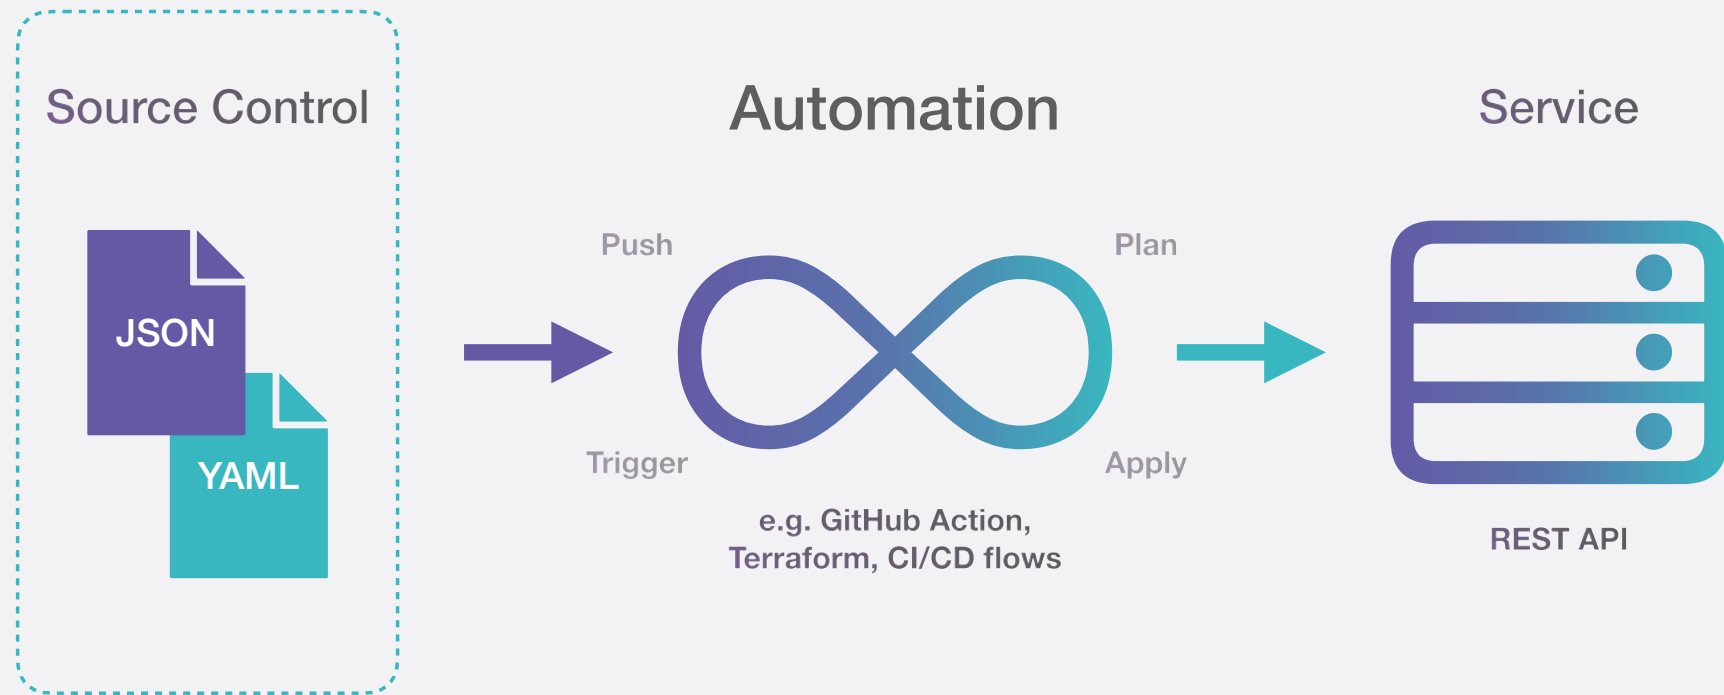 Source Control
JSON
YAML
Automation
Push
Plan
Trigger
Apply
e.g. GitHub Action,
Terraform, CI/CD flows
Service
REST API